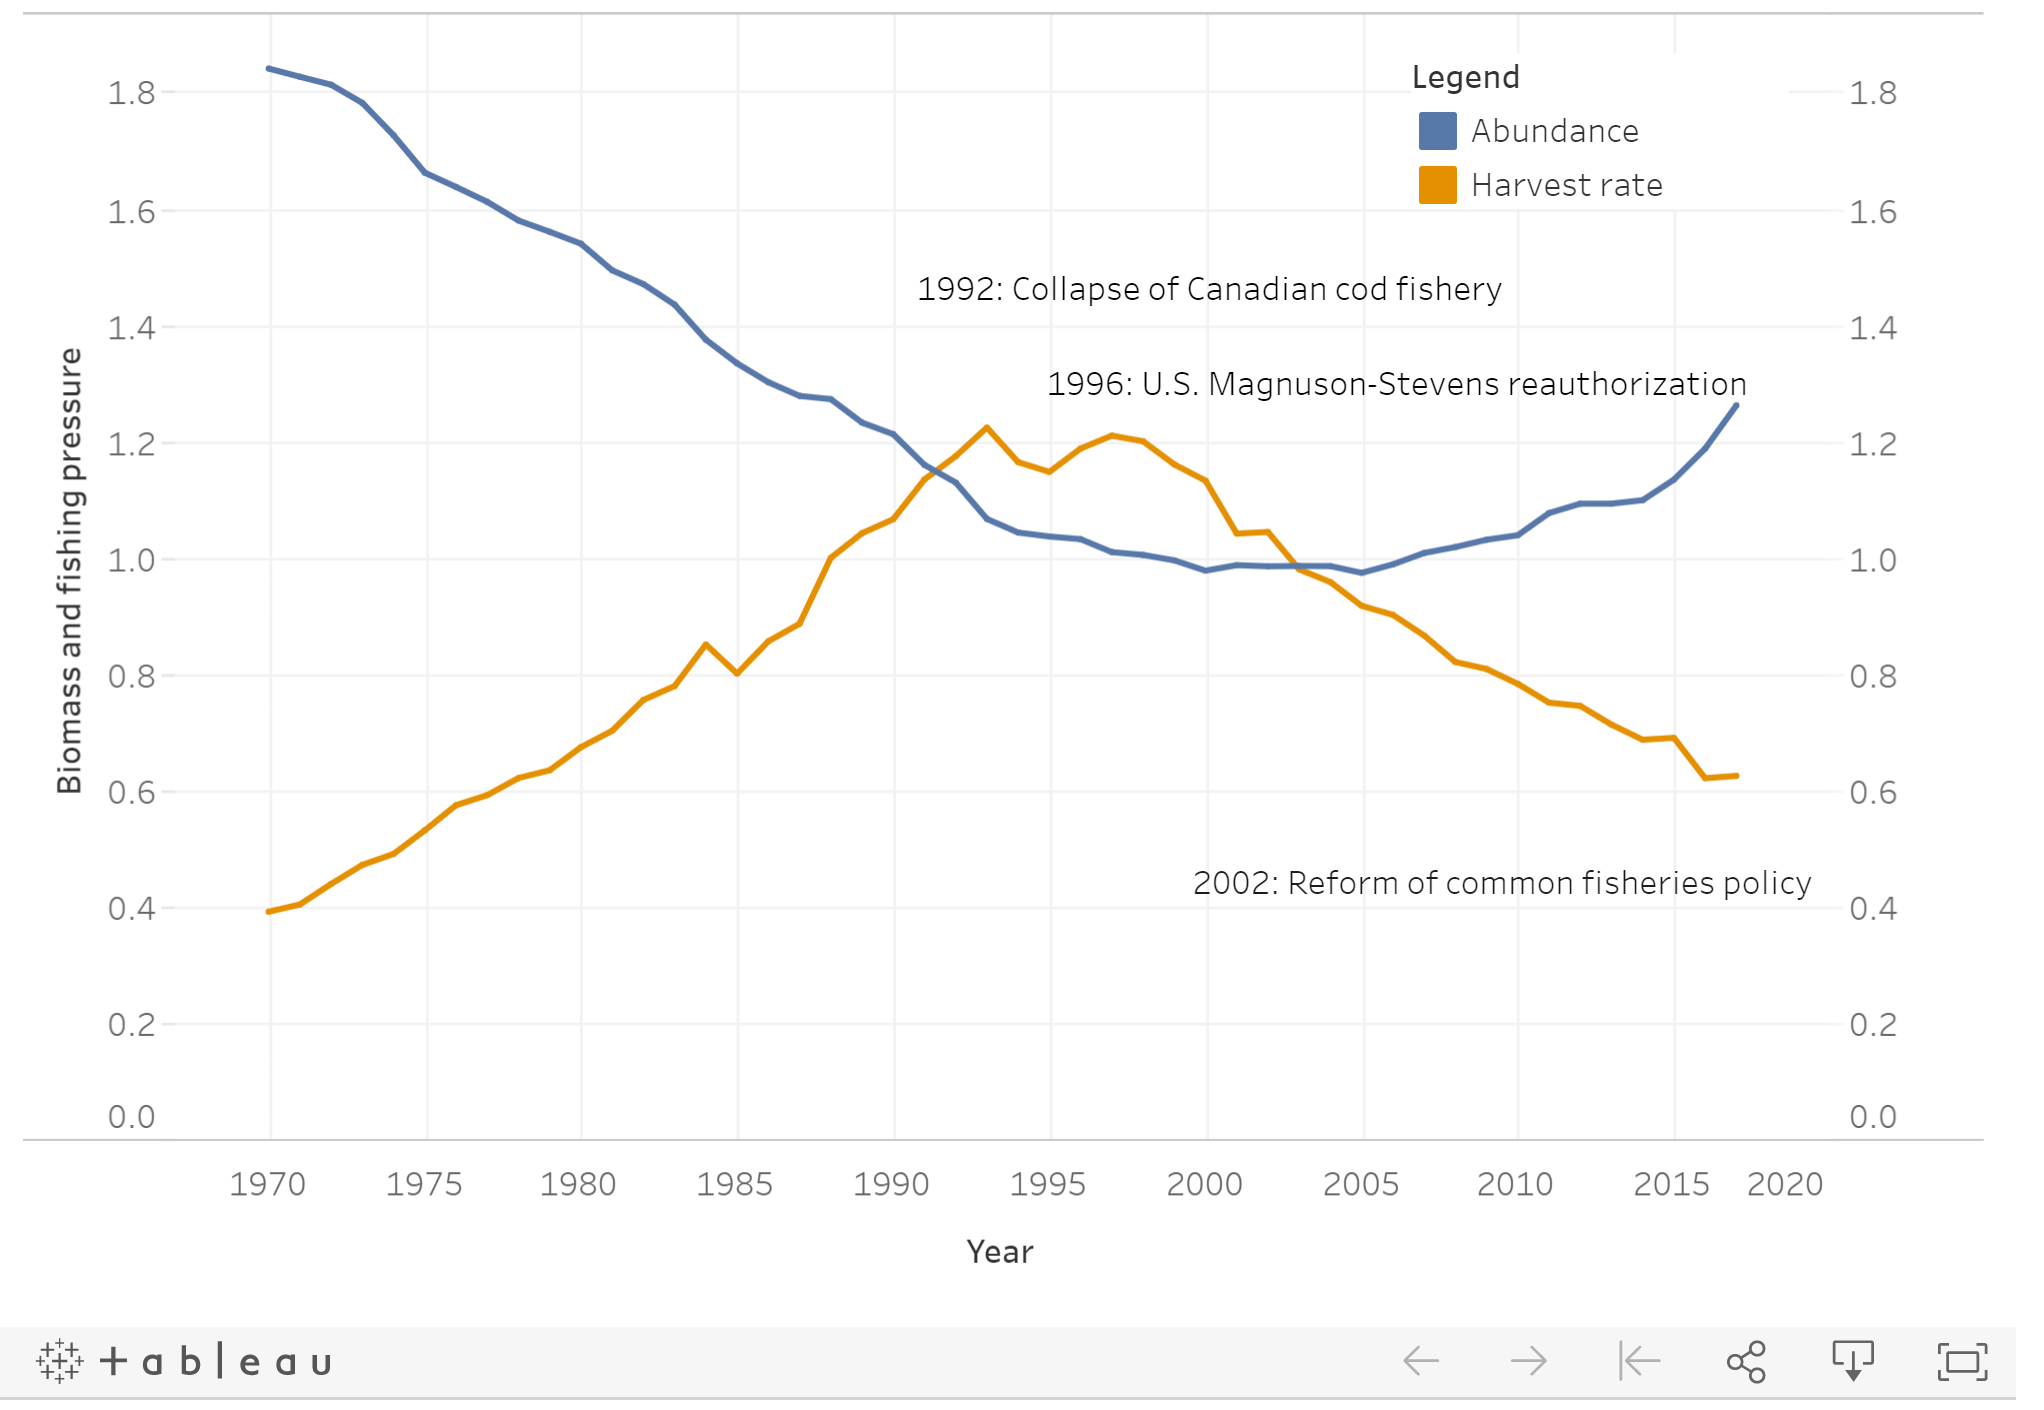 Legend
Abundance
Harvest rate
1.8 1.8
1.6 1.6
1992: Collapse of Canadian cod fishery
1.4 1.4
1996: U.S. Magnuson-Stevens reauthorization
1.2 1.2
1.0 1.0
0.8 0.8
0.6 0.6
2002: Reform of common fisheries policy
0.4 0.4
0.2 0.2
0.0 0.0
Biomass and fishing pressure
1970 1975 1980 1985 1990 1995 2000 2005 2010 2015 2020
Year
+ a b | e a u